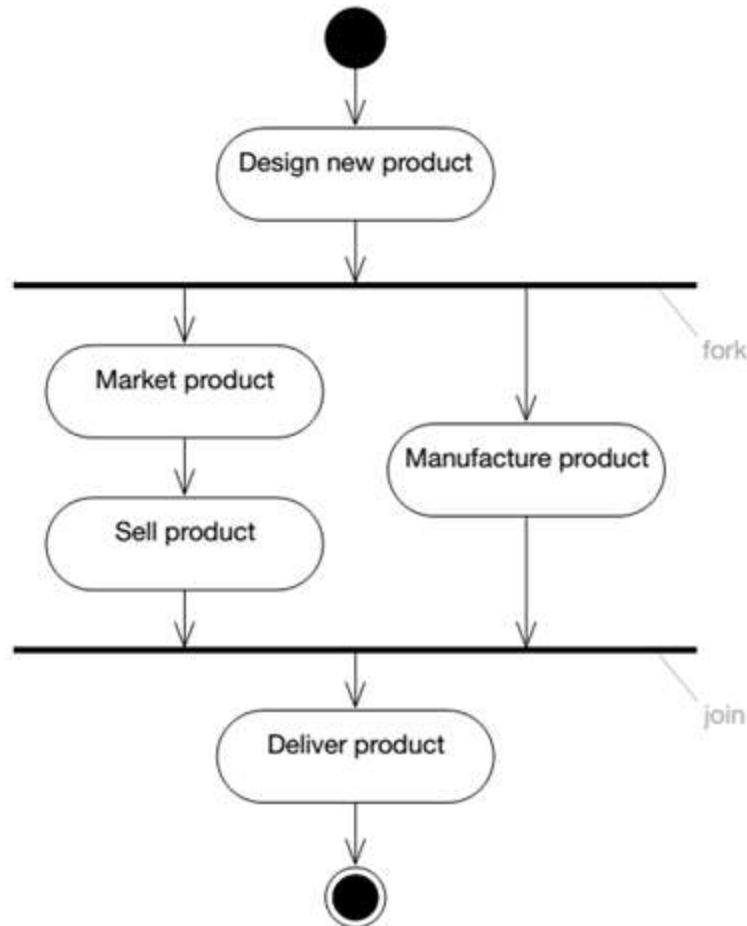 Design new product
fork
Market product
Manufacture product
Sell product
join
Deliver product